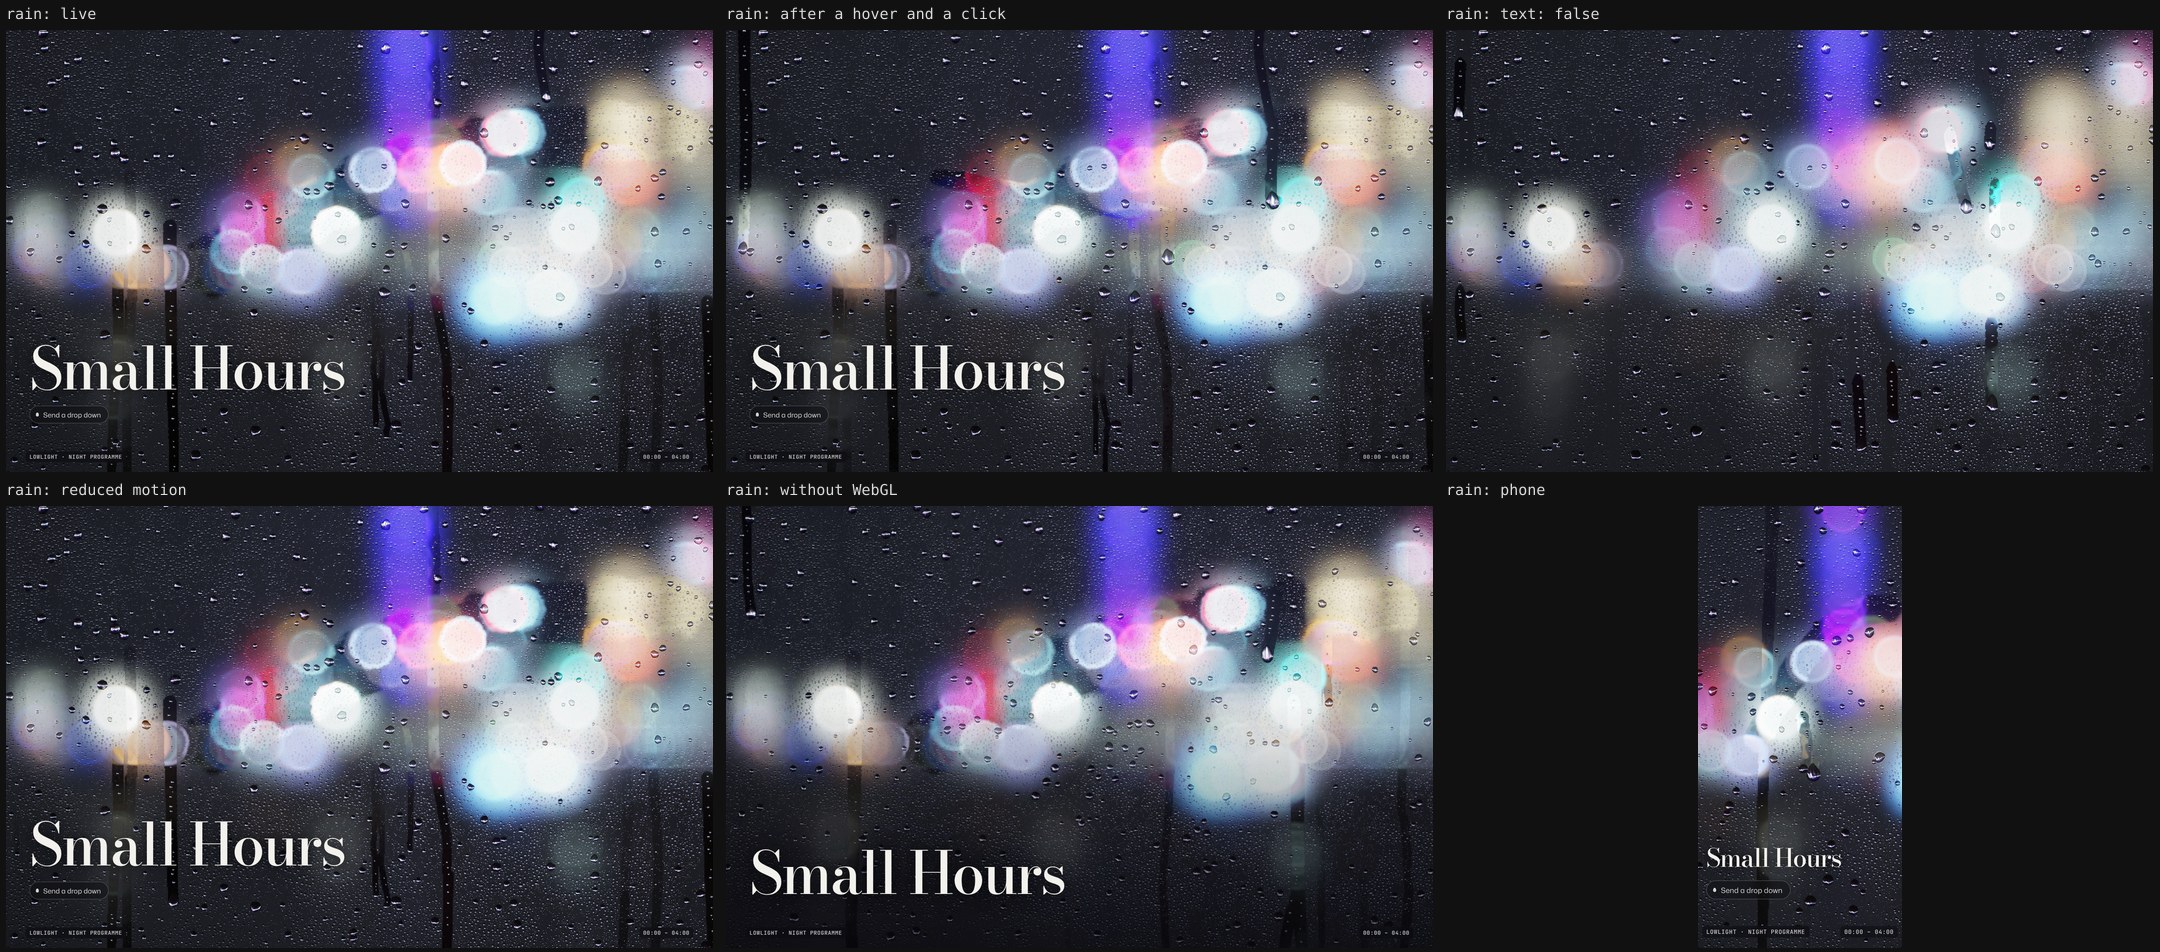 rain: live
rain: after a hover and a click
rain: text: false
Small Hours
Send a drop down
LOWLIGHT · NIGHT PROGRAMME
00:00 – 04:00
Small Hours
Send a drop down
LOWLIGHT · NIGHT PROGRAMME
00:00 – 04:00
rain: reduced motion
rain: without WebGL
rain: phone
Small Hours
Send a drop down
LOWLIGHT · NIGHT PROGRAMME
00:00 – 04:00
Small Hours
LOWLIGHT · NIGHT PROGRAMME
00:00 – 04:00
Small Hours
Send a drop down
LOWLIGHT · NIGHT PROGRAMME
00:00 – 04:00